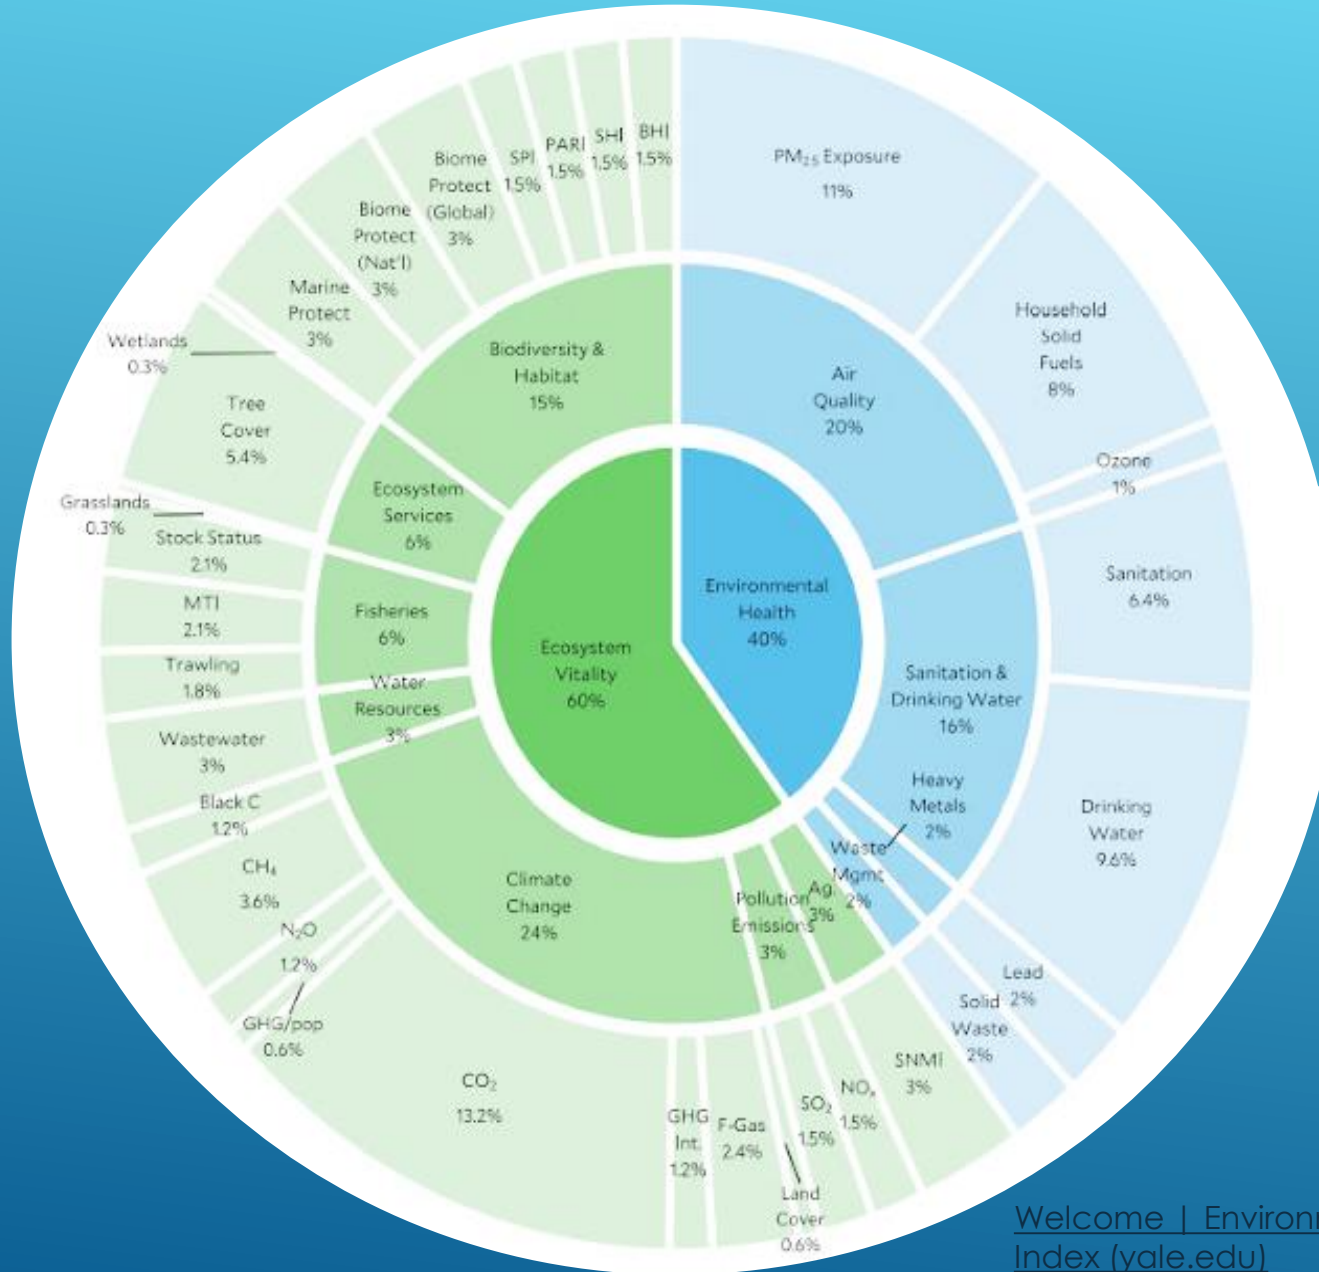 PM₂.₅ Exposure
11%
Household
Solid
Fuels
8%
Ozone
1%
Sanitation
6.4%
Drinking
Water
9.6%
Lead
2%
Solid
Waste
2%
SNMI
3%
NOₓ
1.5%
SO₂
1.5%
Land
Cover
0.6%
F-Gas
2.4%
GHG
Int.
1.2%
CO₂
13.2%
GHG/pop
0.6%
N₂O
1.2%
CH₄
3.6%
Black C
1.2%
Wastewater
3%
Trawling
1.8%
MTI
2.1%
Stock Status
2.1%
Grasslands
0.3%
Tree
Cover
5.4%
Wetlands
0.3%
Marine
Protect
3%
Biome
Protect
(Nat'l)
3%
Biome
Protect
(Global)
3%
SPI
1.5%
PARI
1.5%
SHI
1.5%
BHI
1.5%
Air
Quality
20%
Sanitation &
Drinking Water
16%
Heavy
Metals
2%
Waste
Mgmt
2%
Ag.
3%
Pollution
Emissions
3%
Climate
Change
24%
Water
Resources
3%
Fisheries
6%
Ecosystem
Services
6%
Biodiversity &
Habitat
15%
Environmental
Health
40%
Ecosystem
Vitality
60%
Welcome |
Index (yale.edu)